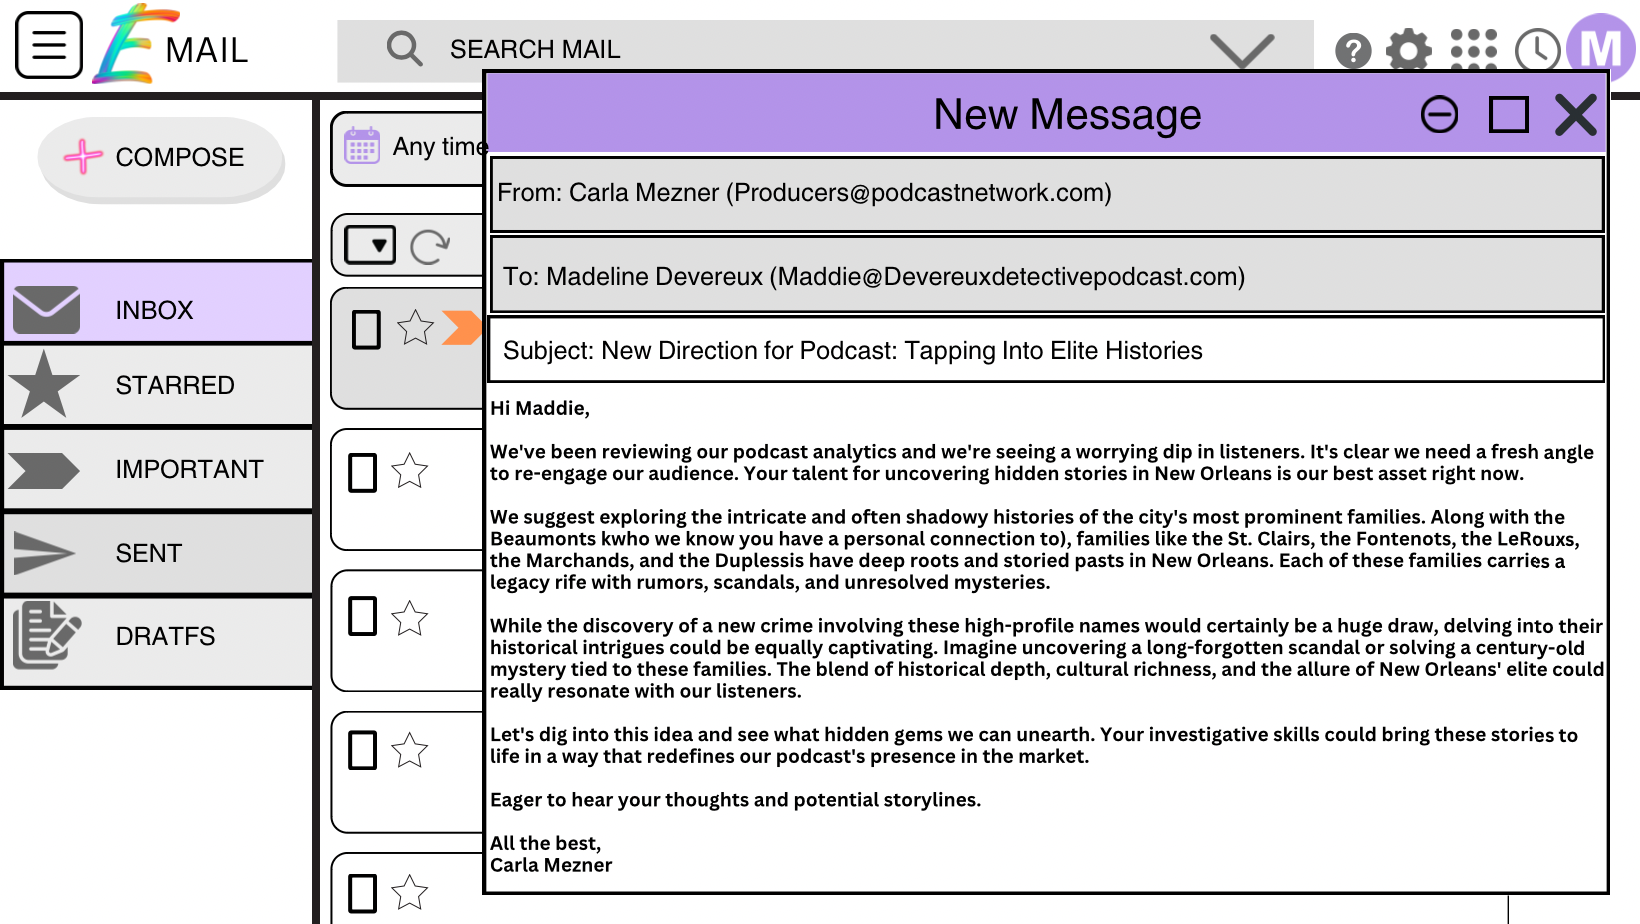 E MAIL
SEARCH MAIL
?
M
COMPOSE
Any time
INBOX
STARRED
IMPORTANT
SENT
DRATFS
New Message
From: Carla Mezner (Producers@podcastnetwork.com)
To: Madeline Devereux (Maddie@Devereuxdetectivepodcast.com)
Subject: New Direction for Podcast: Tapping Into Elite Histories
Hi Maddie,
We've been reviewing our podcast analytics and we're seeing a worrying dip in listeners. It's clear we need a fresh angle
to re-engage our audience. Your talent for uncovering hidden stories in New Orleans is our best asset right now.
We suggest exploring the intricate and often shadowy histories of the city's most prominent families. Along with the
Beaumonts kwho we know you have a personal connection to), families like the St. Clairs, the Fontenots, the LeRouxs,
the Marchands, and the Duplessis have deep roots and storied pasts in New Orleans. Each of these families carries a
legacy rife with rumors, scandals, and unresolved mysteries.
While the discovery of a new crime involving these high-profile names would certainly be a huge draw, delving into their
historical intrigues could be equally captivating. Imagine uncovering a long-forgotten scandal or solving a century-old
mystery tied to these families. The blend of historical depth, cultural richness, and the allure of New Orleans' elite could
really resonate with our listeners.
Let's dig into this idea and see what hidden gems we can unearth. Your investigative skills could bring these stories to
life in a way that redefines our podcast's presence in the market.
Eager to hear your thoughts and potential storylines.
All the best,
Carla Mezner